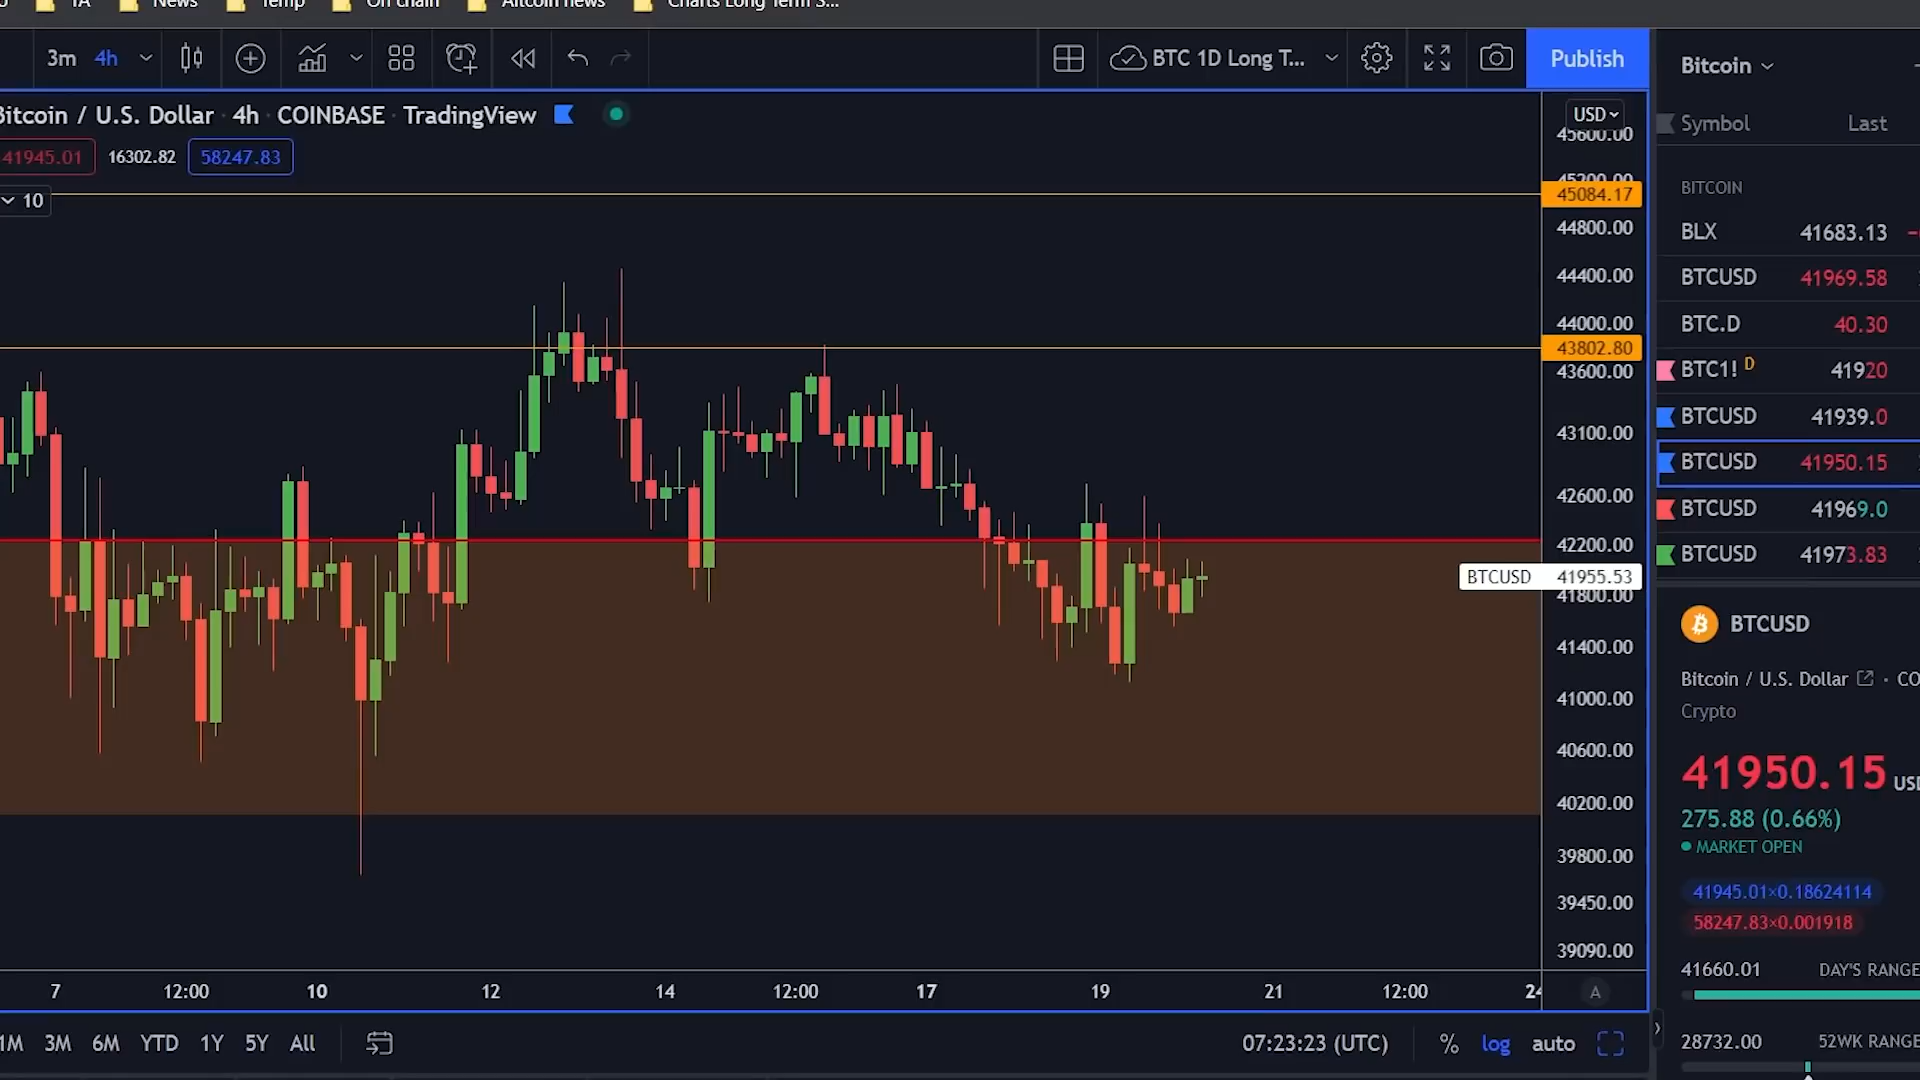 TA News Temp On chain Altcoin news Charts Long Term S...
3m 4h BTC 1D Long T... Publish
Bitcoin / U.S. Dollar · 4h · COINBASE · TradingView
41945.01 16302.82 58247.83
10
USD
45600.00
45200.00
45084.17
44800.00
44400.00
44000.00
43802.80
43600.00
43100.00
42600.00
42200.00
BTCUSD 41955.53
41800.00
41400.00
41000.00
40600.00
40200.00
39800.00
39450.00
39090.00
7 12:00 10 12 14 12:00 17 19 21 12:00 24 A
1M 3M 6M YTD 1Y 5Y All 07:23:23 (UTC) % log auto
Bitcoin
Symbol Last
BITCOIN
BLX 41683.13
BTCUSD 41969.58
BTC.D 40.30
BTC1! D 41920
BTCUSD 41939.0
BTCUSD 41950.15
BTCUSD 41969.0
BTCUSD 41973.83
BTCUSD
Bitcoin / U.S. Dollar · CO
Crypto
41950.15 USD
275.88 (0.66%)
MARKET OPEN
41945.01×0.18624114
58247.83×0.001918
41660.01 DAY'S RANGE
28732.00 52WK RANGE